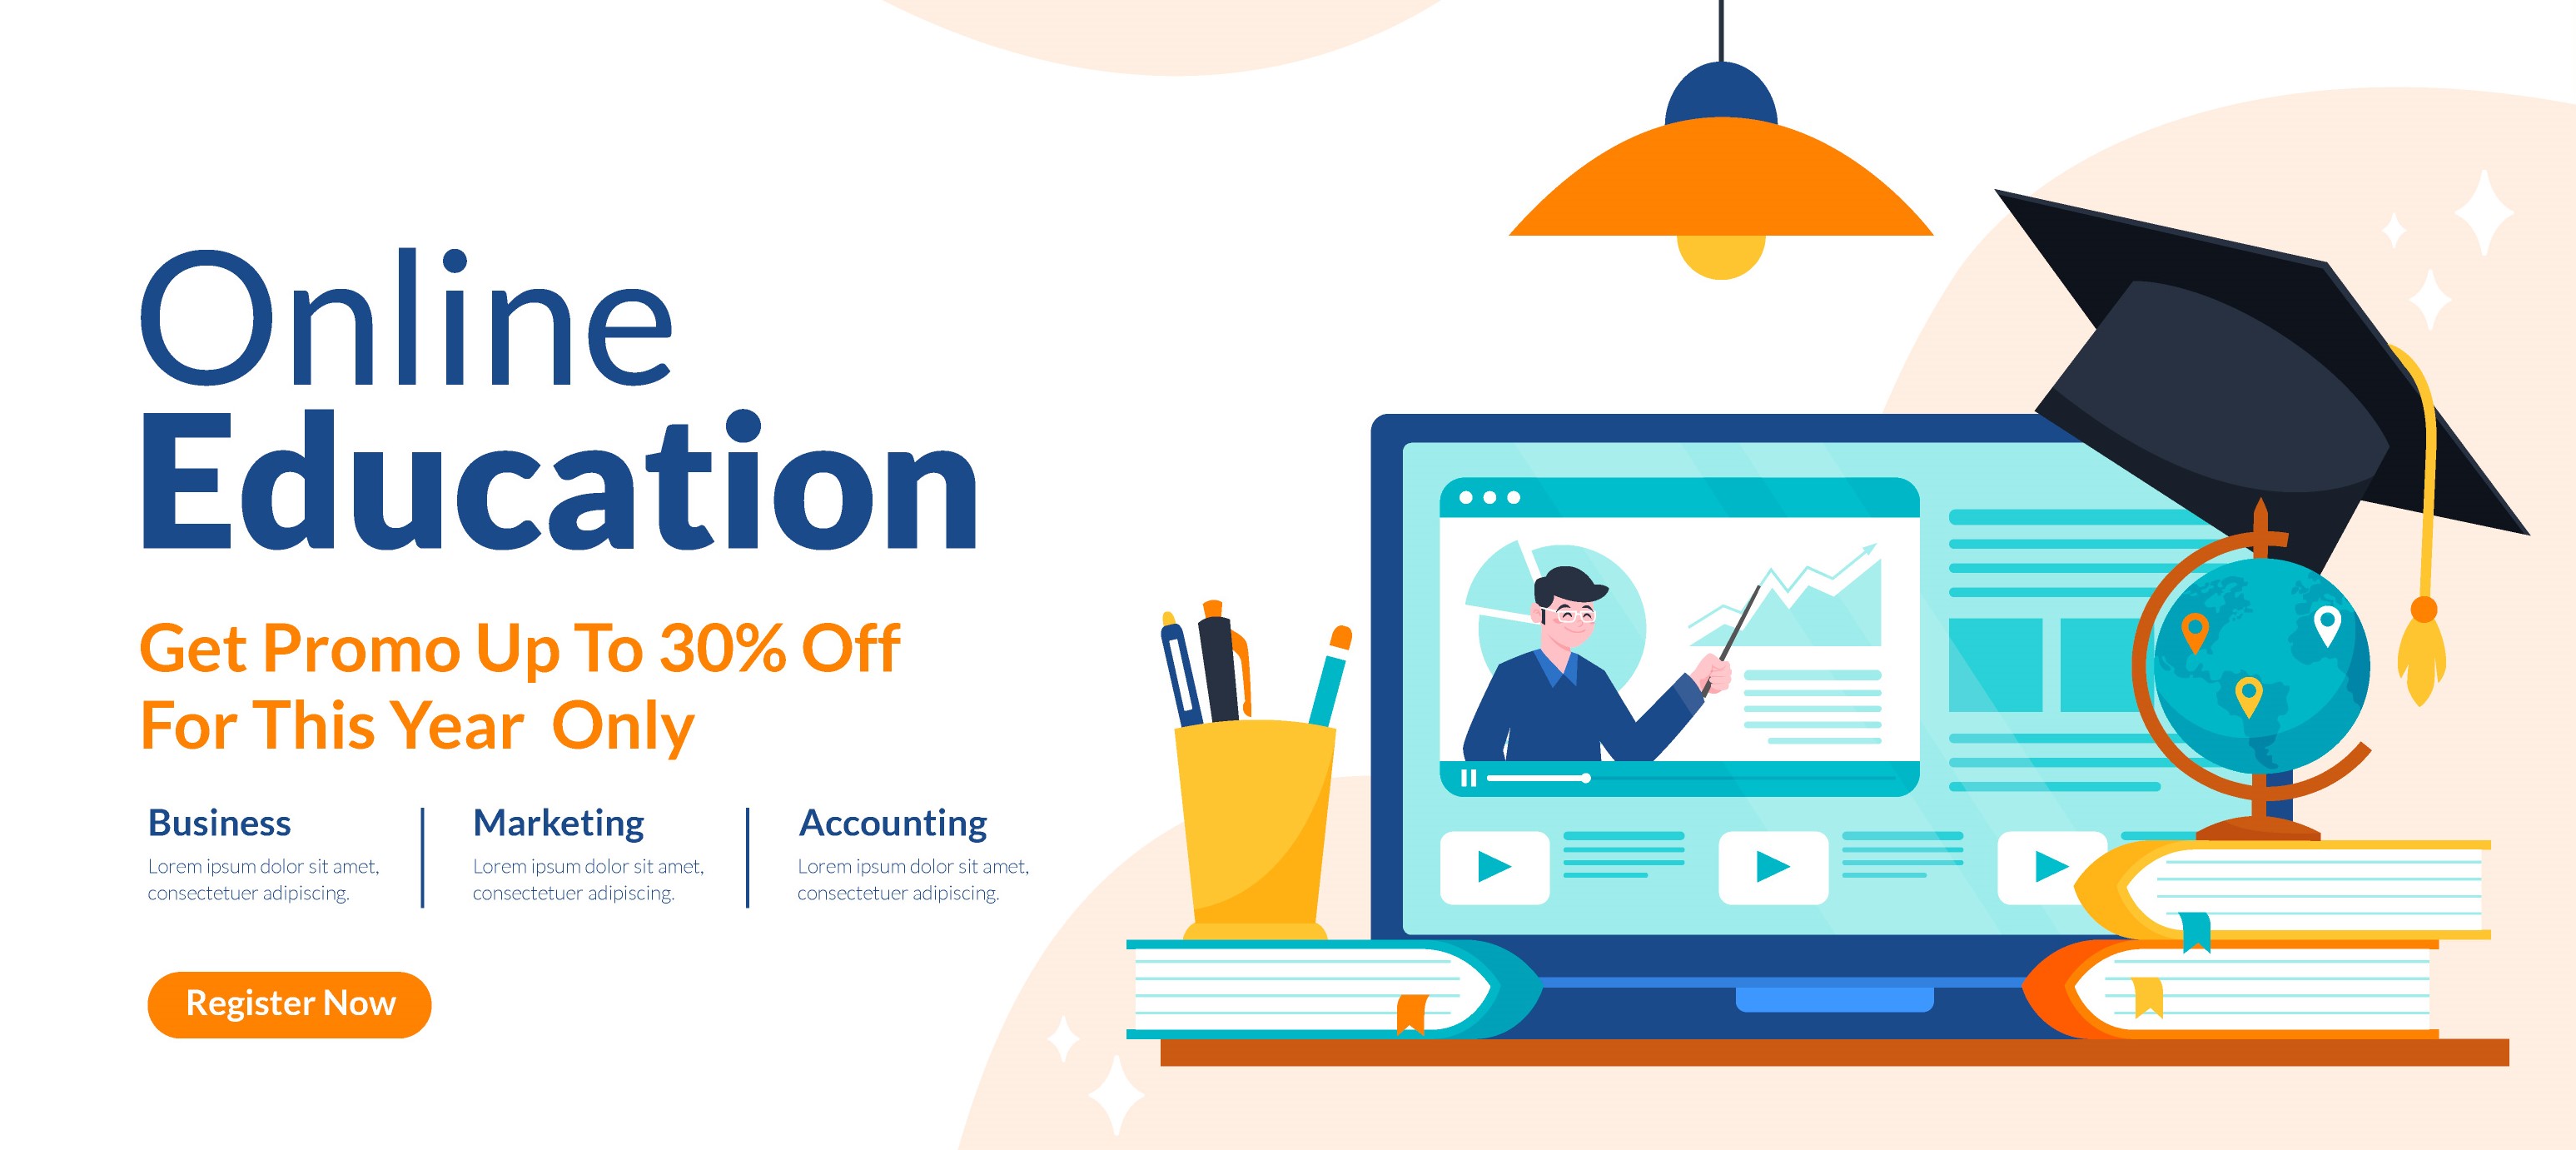 Online
Education
Get Promo Up To 30% Off
For This Year  Only
Business
Lorem ipsum dolor sit amet,
consectetuer adipiscing.
Marketing
Lorem ipsum dolor sit amet,
consectetuer adipiscing.
Accounting
Lorem ipsum dolor sit amet,
consectetuer adipiscing.
Register Now